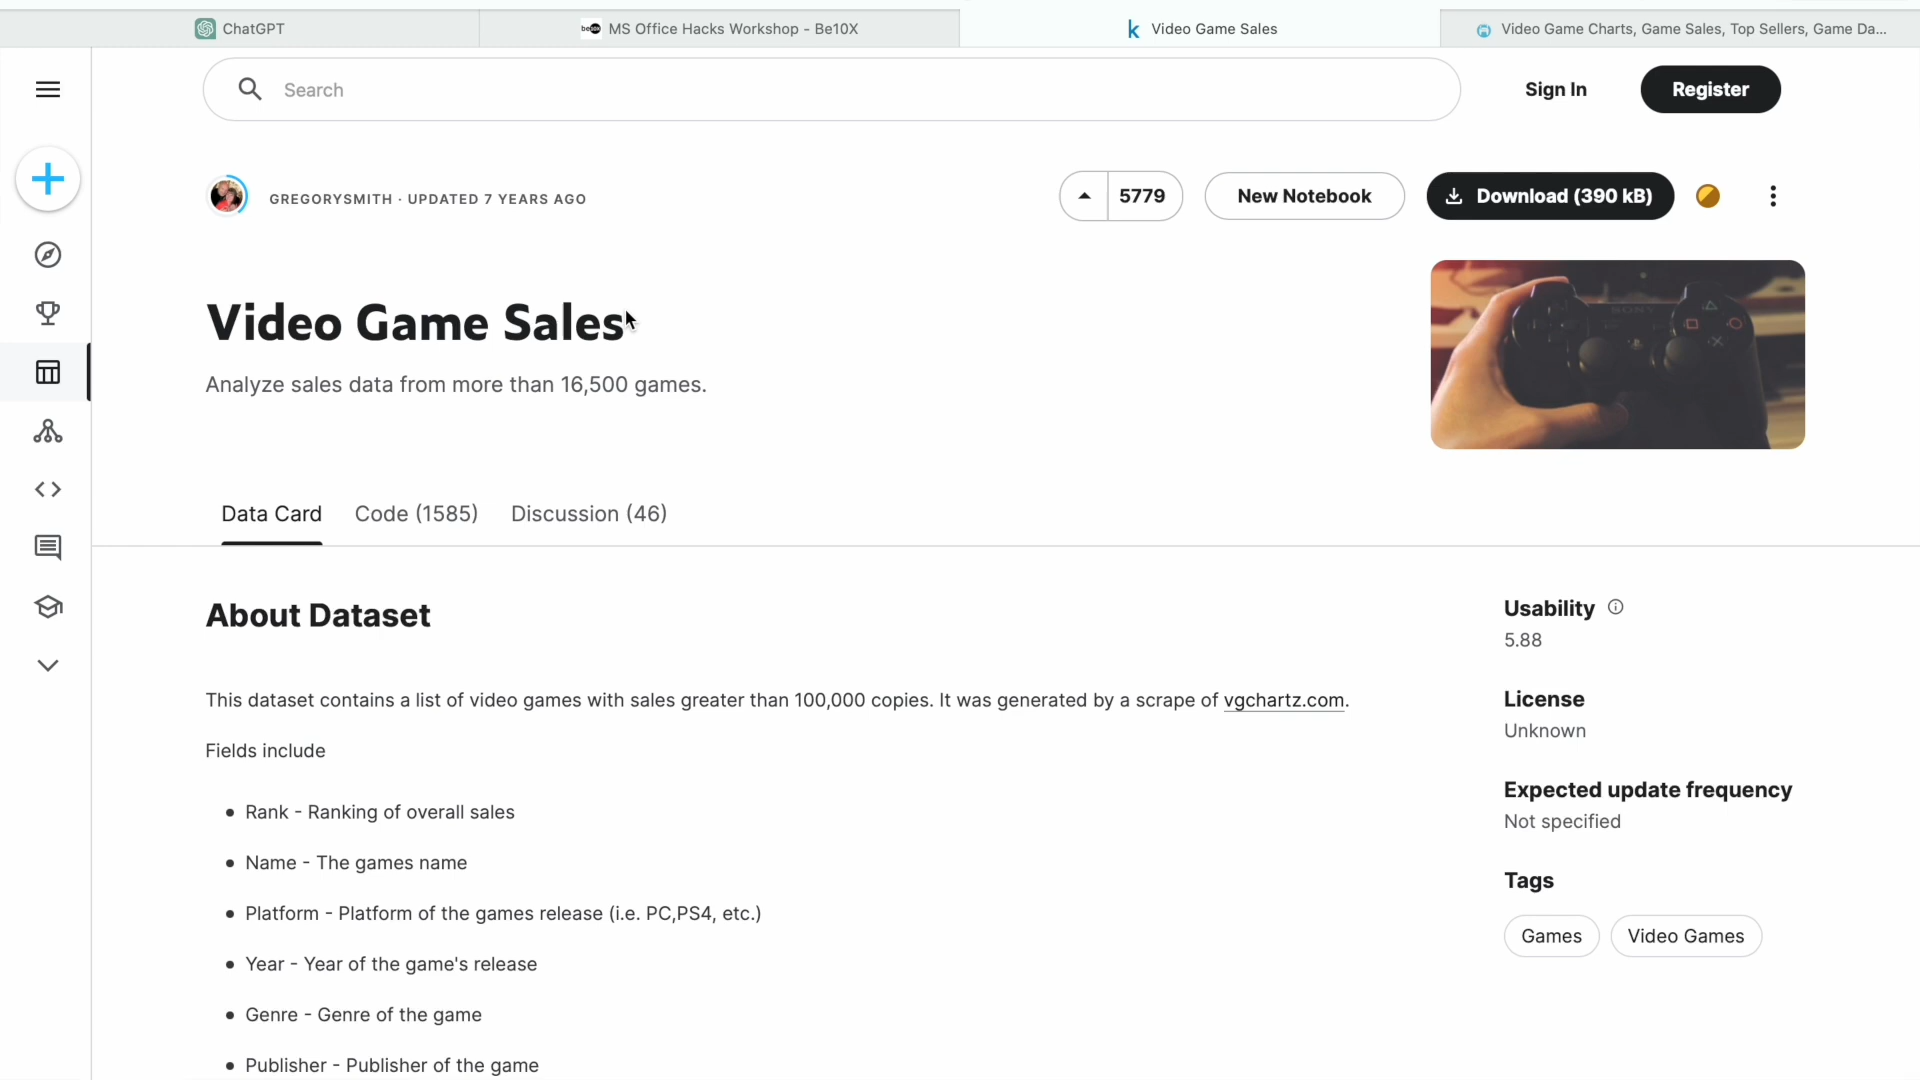 ChatGPT
be10x MS Office Hacks Workshop - Be10X
k Video Game Sales
Video Game Charts, Game Sales, Top Sellers, Game Da...
Search
Sign In
Register
GREGORYSMITH · UPDATED 7 YEARS AGO
5779
New Notebook
Download (390 kB)
SONY
Video Game Sales
Analyze sales data from more than 16,500 games.
Data Card
Code (1585)
Discussion (46)
About Dataset
This dataset contains a list of video games with sales greater than 100,000 copies. It was generated by a scrape of vgchartz.com.
Fields include
• Rank - Ranking of overall sales
• Name - The games name
• Platform - Platform of the games release (i.e. PC,PS4, etc.)
• Year - Year of the game's release
• Genre - Genre of the game
• Publisher - Publisher of the game
Usability
5.88
License
Unknown
Expected update frequency
Not specified
Tags
Games
Video Games